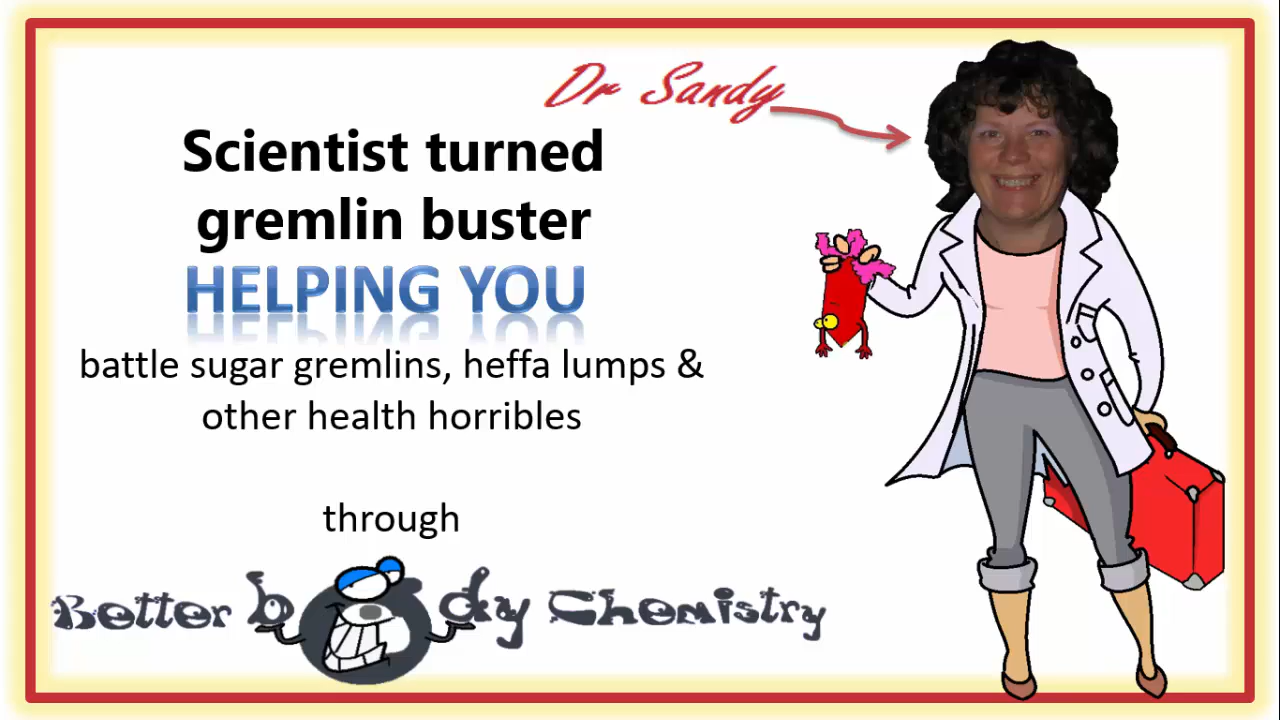 Dr Sandy
Scientist turned
gremlin buster
HELPING YOU
battle sugar gremlins, heffa lumps &
other health horribles
through
Better body Chemistry